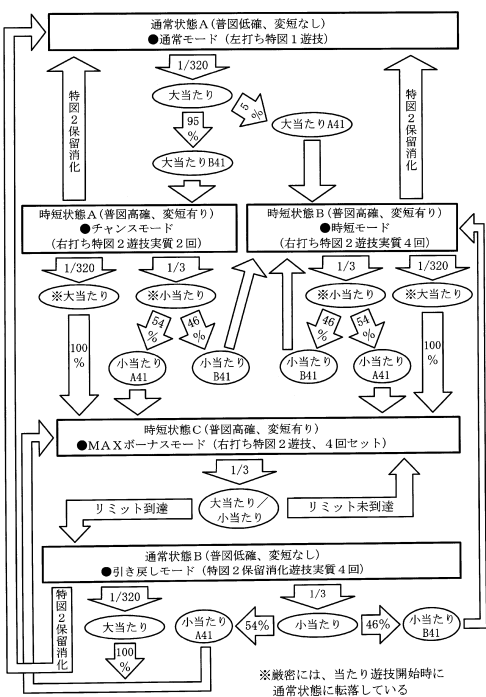 通常状態A(普図低確、変短なし)
●通常モード(左打ち特図1遊技)
1/320
大当たり
5%
95%
大当たりA41
大当たりB41
特図2保留消化
特図2保留消化
時短状態A(普図高確、変短有り)
●チャンスモード
(右打ち特図2遊技実質2回)
時短状態B(普図高確、変短有り)
●時短モード
(右打ち特図2遊技実質4回)
1/320
1/3
1/3
1/320
※大当たり
※小当たり
※小当たり
※大当たり
54%
46%
46%
54%
100%
100%
小当たりA41
小当たりB41
小当たりB41
小当たりA41
時短状態C(普図高確、変短有り)
●MAXボーナスモード(右打ち特図2遊技、4回セット)
1/3
リミット到達
大当たり/
小当たり
リミット未到達
通常状態B(普図低確、変短なし)
●引き戻しモード(特図2保留消化遊技実質4回)
特図2保留消化
1/320
1/3
大当たり
小当たりA41
54%
小当たり
46%
小当たりB41
100%
※厳密には、当たり遊技開始時に
通常状態に転落している